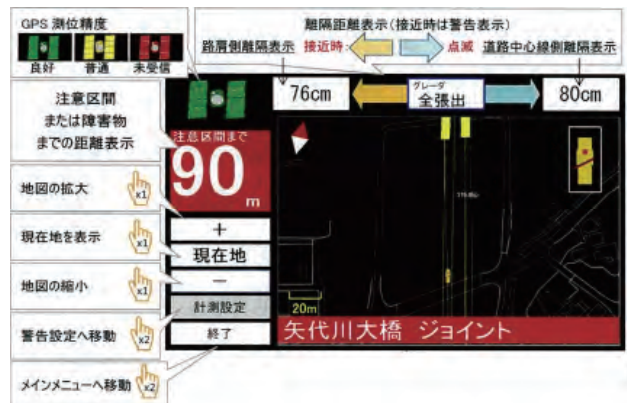 GPS 測位精度
良好
普通
未受信
離隔距離表示(接近時は警告表示)
路肩側離隔表示
接近時:
点滅
道路中心線側離隔表示
76cm
グレーダ
全張出
80cm
注意区間
または障害物
までの距離表示
注意区間まで
90
m
地図の拡大
x1
現在地を表示
x1
地図の縮小
x1
警告設定へ移動
x2
メインメニューへ移動
x2
+
現在地
−
計測設定
終了
20m
矢代川大橋 ジョイント